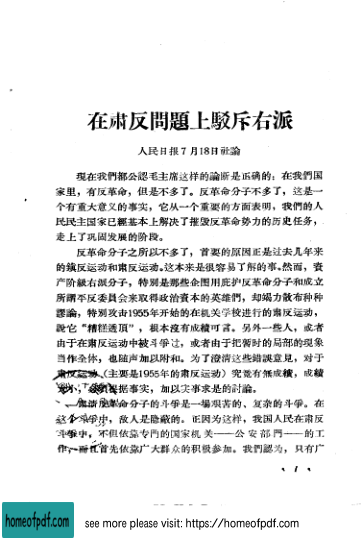 在肃反問題上駁斥右派
人民日报7月18日社論
現在我們都公認毛主席这样的論断是正确的：在我們国
家里，有反革命，但是不多了。反革命分子不多了，这是一
个有重大意义的事实，它从一个重要的方面表明，我們的人
民民主国家已經基本上解决了摧毁反革命势力的历史任务，
走上了巩固发展的阶段。
反革命分子之所以不多了，首要的原因正是过去几年来
的鎮反运动和肃反运动。这本来是很容易了解的事。然而，資
产阶級右派分子，特别是那些企图用庇护反革命分子和成立
所謂平反委員会来取得政治資本的英雄們，却竭力散布种种
謬論，特别攻击1955年开始的在机关学校进行的肃反运动，
說它“糟糕透頂”，根本沒有成績可言。另外一些人，或者
由于在肃反运动中被斗爭过，或者由于把暫时的局部的現象
当作全体，也随声加以附和。为了澄清这些錯誤意見，对于
肃反运动（主要是1955年的肃反运动）究竟有無成績，成績
大小，必須根据事实，加以实事求是的討論。
肃清反革命分子的斗爭是一場艰苦的、复杂的斗爭。在
这个斗爭中，敌人是隐蔽的。正因为这样，我国人民在肃反
斗爭中，不但依靠专門的国家机关——公安部門——的工
作，而且首先依靠广大群众的积极参加。我們認为，只有广
· 1 ·
homeofpdf.com
see more please visit: https://homeofpdf.com